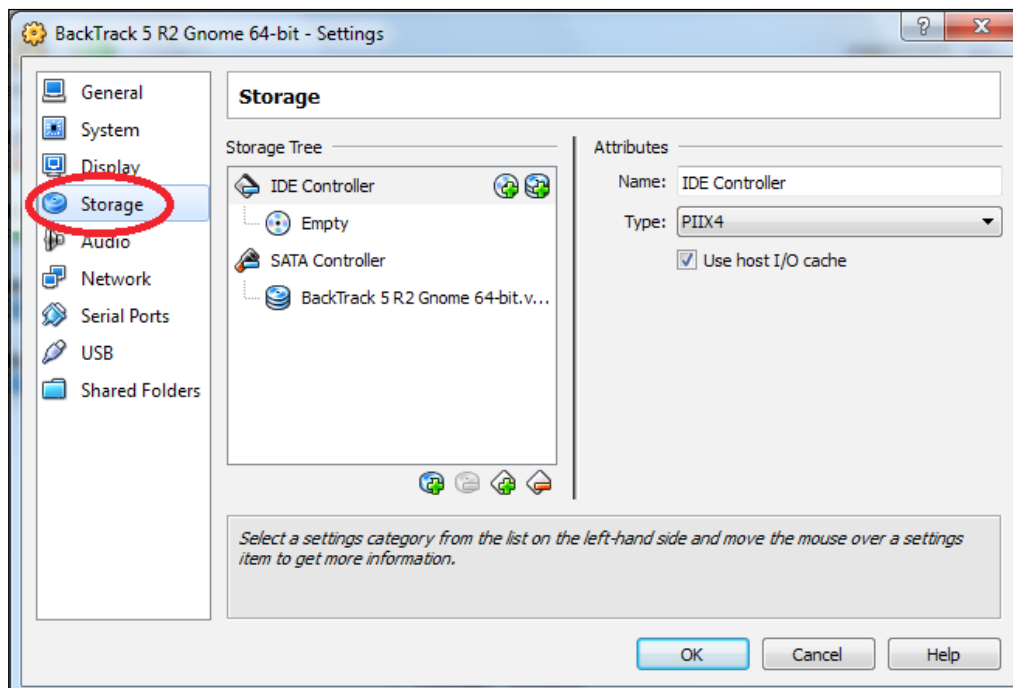 BackTrack 5 R2 Gnome 64-bit - Settings
? X
General
System
Display
Storage
Audio
Network
Serial Ports
USB
Shared Folders
Storage
Storage Tree
IDE Controller
Empty
SATA Controller
BackTrack 5 R2 Gnome 64-bit.v...
Attributes
Name: IDE Controller
Type: PIIX4
Use host I/O cache
Select a settings category from the list on the left-hand side and move the mouse over a settings
item to get more information.
OK Cancel Help